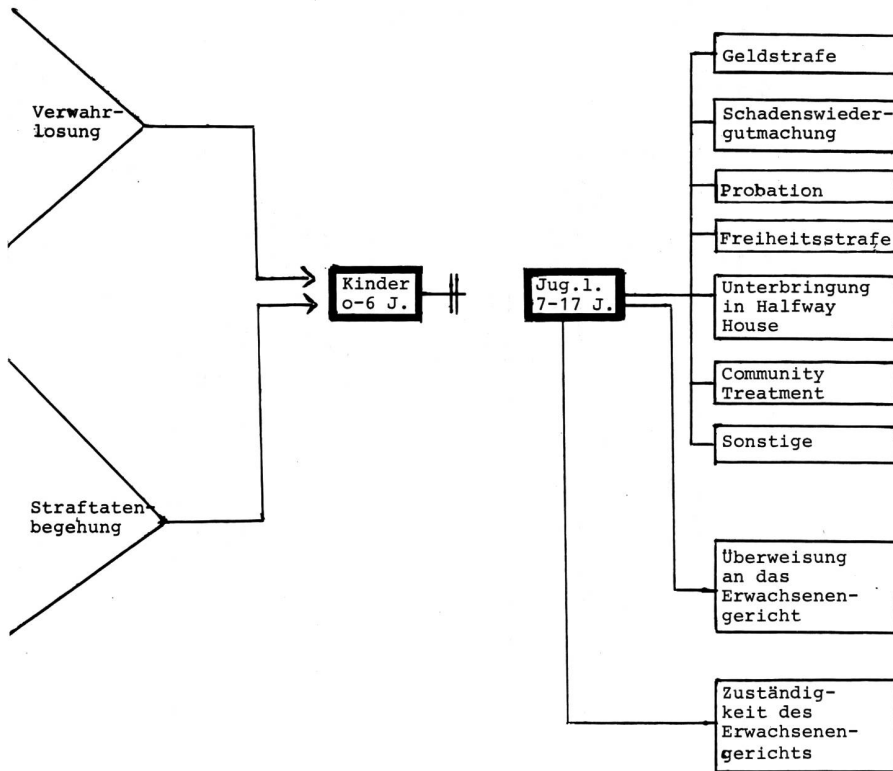 Verwahr-
losung
Straftaten-
begehung
Kinder
o-6 J.
Jug.l.
7-17 J.
Geldstrafe
Schadenswieder-
gutmachung
Probation
Freiheitsstrafe
Unterbringung
in Halfway
House
Community
Treatment
Sonstige
Überweisung
an das
Erwachsenen-
gericht
Zuständig-
keit des
Erwachsenen-
gerichts